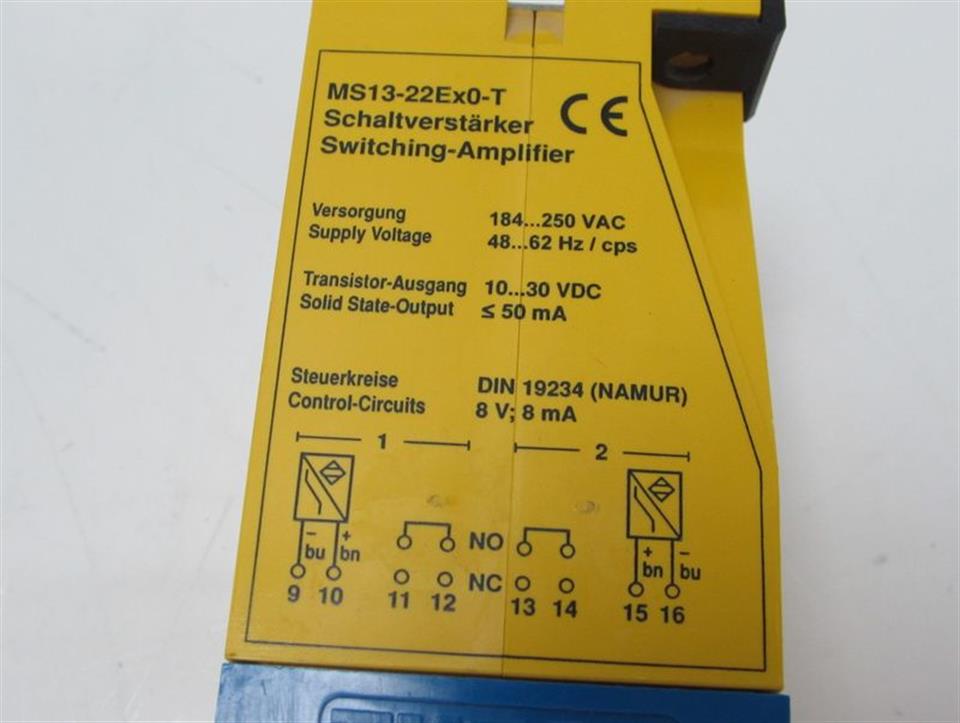 MS13-22Ex0-T
Schaltverstärker
Switching-Amplifier
CE
Versorgung 184...250 VAC
Supply Voltage 48...62 Hz / cps
Transistor-Ausgang 10...30 VDC
Solid State-Output ≤ 50 mA
Steuerkreise DIN 19234 (NAMUR)
Control-Circuits 8 V; 8 mA
1 2
- + NO + -
bu bn bn bu
NC
9 10 11 12 13 14 15 16